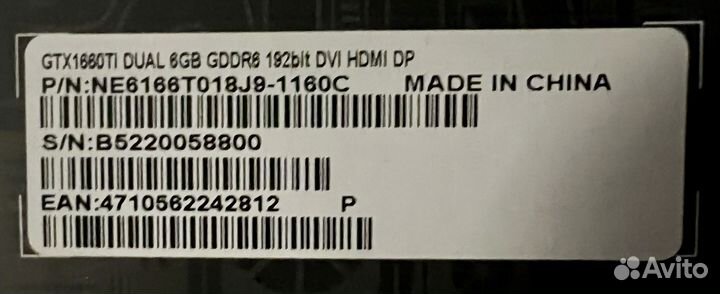 GTX1660TI DUAL 6GB GDDR6 192bit DVI HDMI DP
P/N:NE6166T018J9-1160C MADE IN CHINA
S/N:B5220058800
EAN:4710562242812 P
Avito